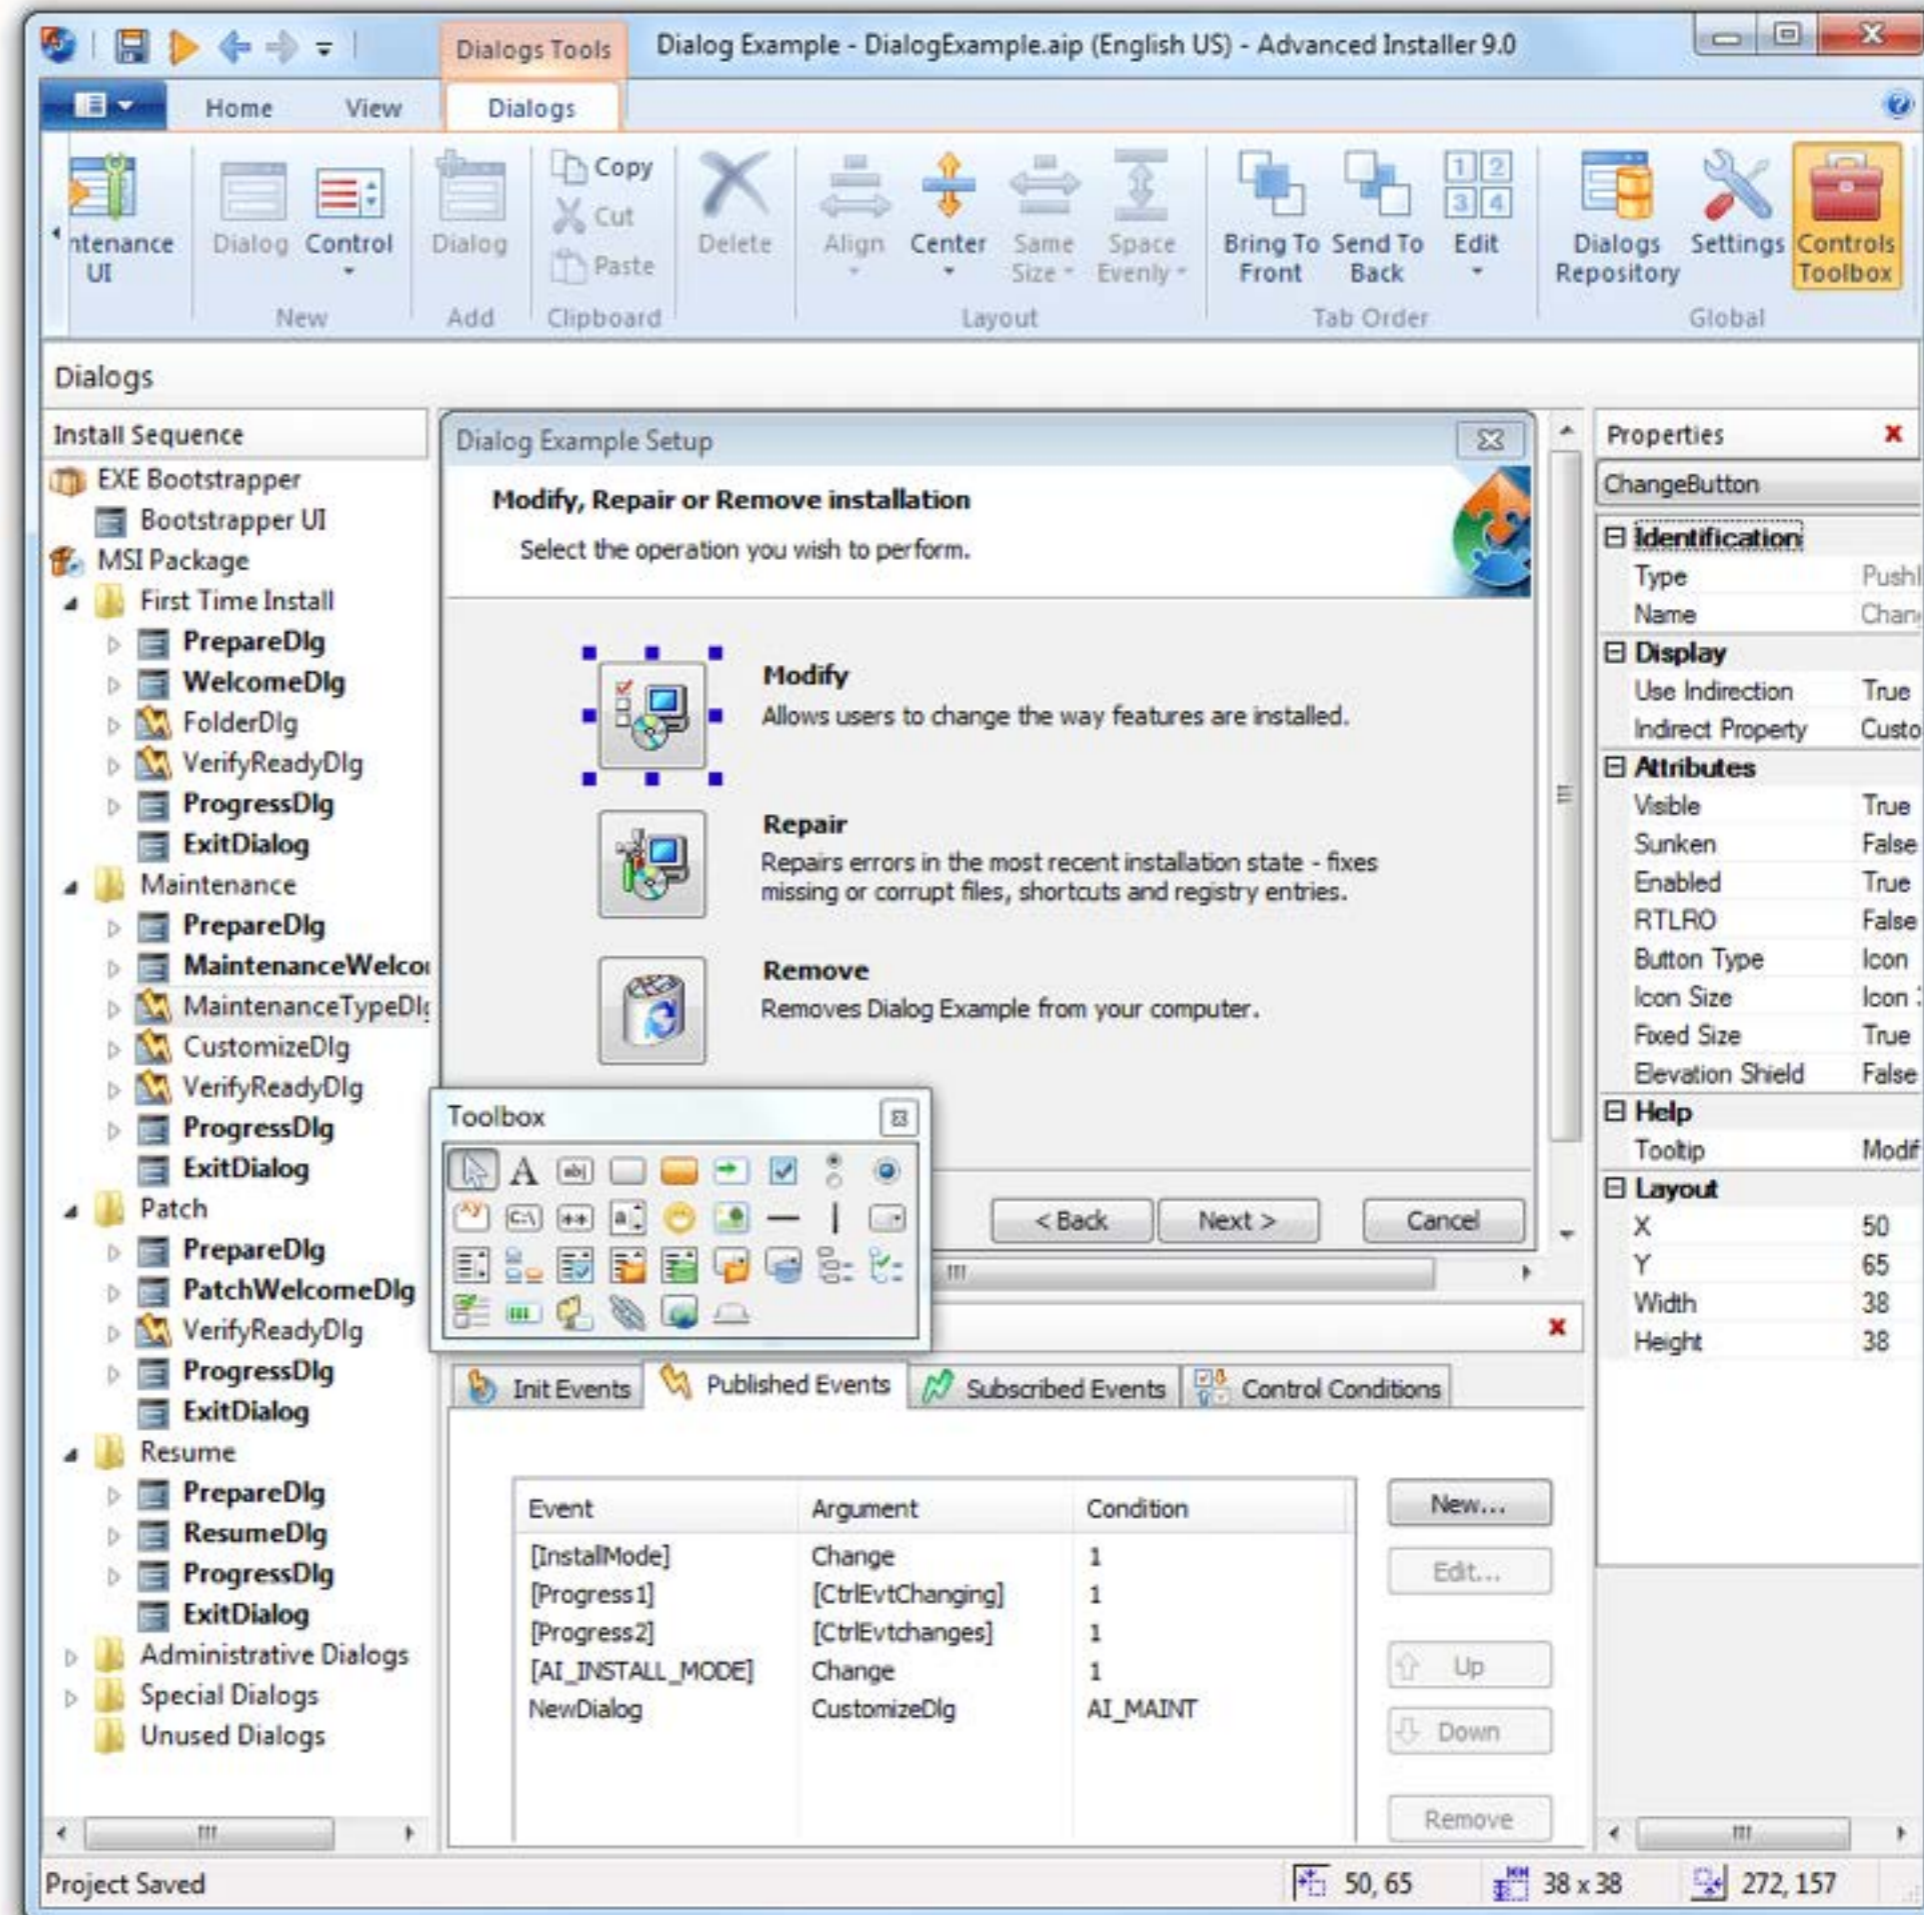 Dialogs Tools
Dialog Example - DialogExample.aip (English US) - Advanced Installer 9.0
Home
View
Dialogs
ntenance
UI
Dialog
Control
New
Dialog
Add
Copy
Cut
Paste
Clipboard
Delete
Align
Center
Same
Size
Space
Evenly
Layout
Bring To
Front
Send To
Back
1 2
3 4
Edit
Tab Order
Dialogs
Repository
Settings
Controls
Toolbox
Global
Dialogs
Install Sequence
EXE Bootstrapper
Bootstrapper UI
MSI Package
First Time Install
PrepareDlg
WelcomeDlg
FolderDlg
VerifyReadyDlg
ProgressDlg
ExitDialog
Maintenance
PrepareDlg
MaintenanceWelco
MaintenanceTypeDl
CustomizeDlg
VerifyReadyDlg
ProgressDlg
ExitDialog
Patch
PrepareDlg
PatchWelcomeDlg
VerifyReadyDlg
ProgressDlg
ExitDialog
Resume
PrepareDlg
ResumeDlg
ProgressDlg
ExitDialog
Administrative Dialogs
Special Dialogs
Unused Dialogs
Dialog Example Setup
Modify, Repair or Remove installation
Select the operation you wish to perform.
Modify
Allows users to change the way features are installed.
Repair
Repairs errors in the most recent installation state - fixes
missing or corrupt files, shortcuts and registry entries.
Remove
Removes Dialog Example from your computer.
< Back
Next >
Cancel
Toolbox
A
ab|
xy
C:\
a
Init Events
Published Events
Subscribed Events
Control Conditions
Event Argument Condition
[InstallMode] Change 1
[Progress1] [CtrlEvtChanging] 1
[Progress2] [CtrlEvtchanges] 1
[AI_INSTALL_MODE] Change 1
NewDialog CustomizeDlg AI_MAINT
New...
Edit...
Up
Down
Remove
Properties
ChangeButton
Identification
Type Push
Name Chan
Display
Use Indirection True
Indirect Property Custo
Attributes
Visible True
Sunken False
Enabled True
RTLRO False
Button Type Icon
Icon Size Icon
Fixed Size True
Elevation Shield False
Help
Tooltip Modif
Layout
X 50
Y 65
Width 38
Height 38
Project Saved
50, 65
38 x 38
272, 157